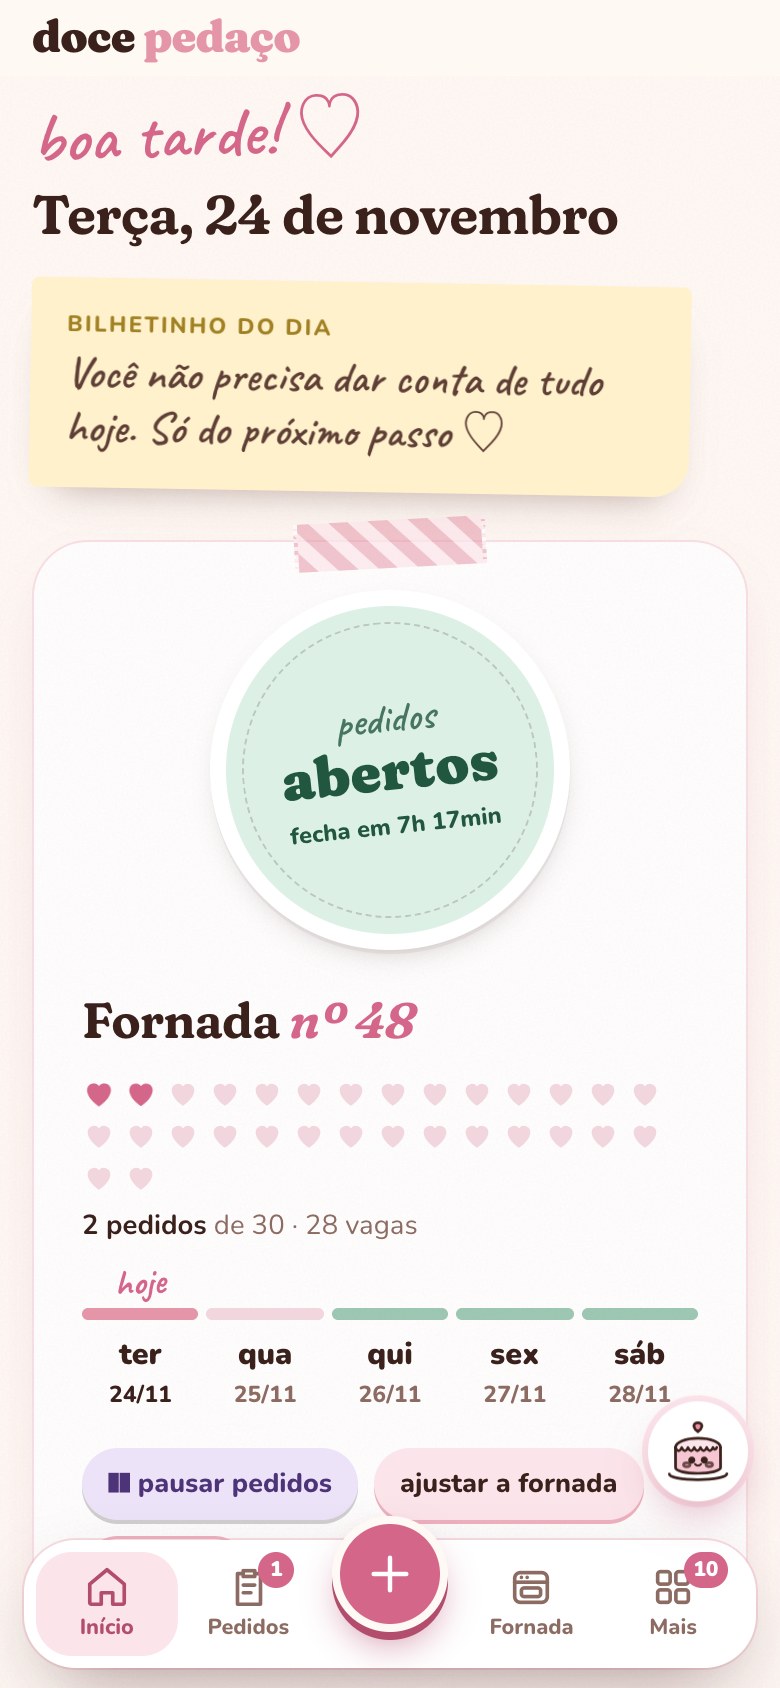 doce pedaço
boa tarde! ♡
Terça, 24 de novembro
BILHETINHO DO DIA
Você não precisa dar conta de tudo
hoje. Só do próximo passo ♡
pedidos
abertos
fecha em 7h 17min
Fornada nº 48
2 pedidos de 30 · 28 vagas
hoje
ter qua qui sex sáb
24/11 25/11 26/11 27/11 28/11
pausar pedidos ajustar a fornada
1 10
Início Pedidos Fornada Mais